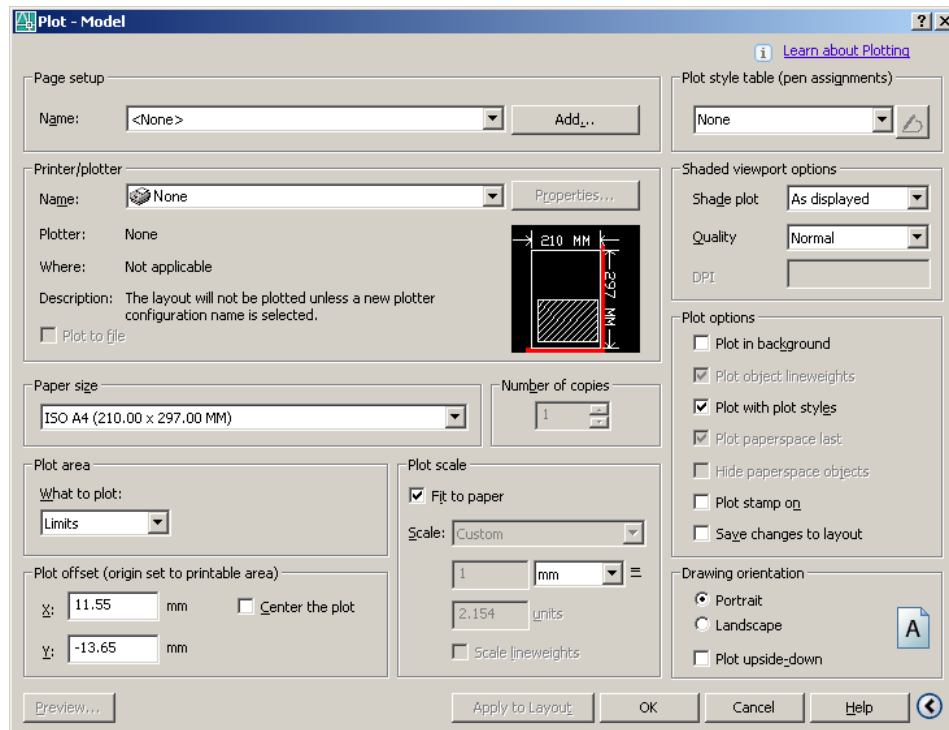 Plot - Model
Learn about Plotting
Page setup
Name: <None> Add...
Plot style table (pen assignments)
None
Printer/plotter
Name: None Properties...
Plotter: None
Where: Not applicable
Description: The layout will not be plotted unless a new plotter
configuration name is selected.
Plot to file
210 MM
297 MM
Shaded viewport options
Shade plot As displayed
Quality Normal
DPI
Paper size
ISO A4 (210.00 x 297.00 MM)
Number of copies
1
Plot options
Plot in background
Plot object lineweights
Plot with plot styles
Plot paperspace last
Hide paperspace objects
Plot stamp on
Save changes to layout
Plot area
What to plot:
Limits
Plot scale
Fit to paper
Scale: Custom
1 mm =
2.154 units
Scale lineweights
Plot offset (origin set to printable area)
X: 11.55 mm Center the plot
Y: -13.65 mm
Drawing orientation
Portrait
Landscape
Plot upside-down
A
Preview... Apply to Layout OK Cancel Help